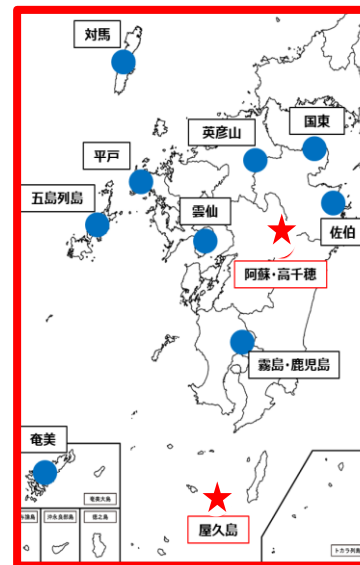 対馬
英彦山
国東
平戸
五島列島
雲仙
佐伯
阿蘇・高千穂
霧島・鹿児島
奄美
奄美大島
沖永良部島
徳之島
屋久島
トカラ列島